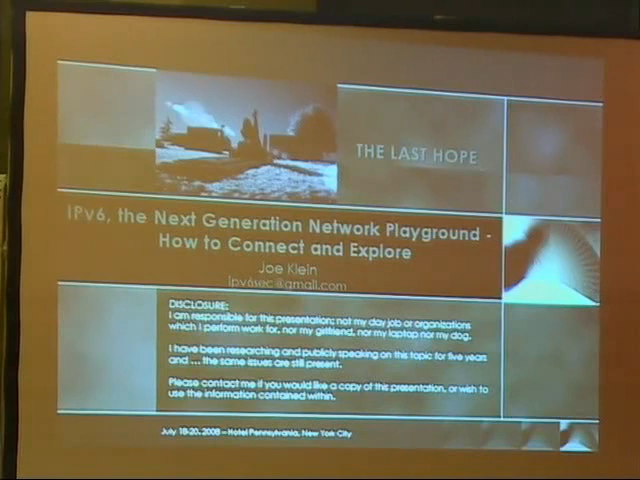 THE LAST HOPE
IPv6, the Next Generation Network Playground -
How to Connect and Explore
Joe Klein
ipv6sec@gmail.com
DISCLOSURE:
I am responsible for this presentation; not my day job or organizations
which I perform work for, nor my girlfriend, nor my laptop nor my dog.
I have been researching and publicly speaking on this topic for five years
and ... the same issues are still present.
Please contact me if you would like a copy of this presentation, or wish to
use the information contained within.
July 18-20, 2008 – Hotel Pennsylvania, New York City